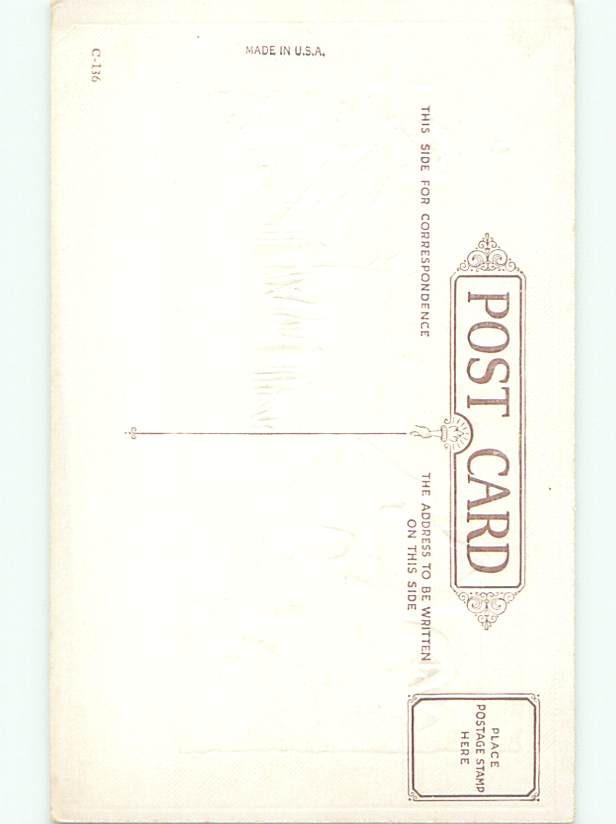 C-136
MADE IN U.S.A.
POST CARD
THIS SIDE FOR CORRESPONDENCE
THE ADDRESS TO BE WRITTEN
ON THIS SIDE
PLACE
POSTAGE STAMP
HERE